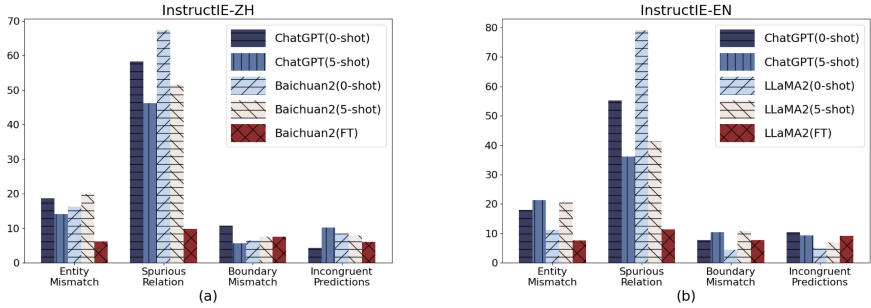 InstructIE-ZH
70
60
50
40
30
20
10
0
ChatGPT(0-shot)
ChatGPT(5-shot)
Baichuan2(0-shot)
Baichuan2(5-shot)
Baichuan2(FT)
Entity
Mismatch
Spurious
Relation
Boundary
Mismatch
Incongruent
Predictions
(a)
InstructIE-EN
80
70
60
50
40
30
20
10
0
ChatGPT(0-shot)
ChatGPT(5-shot)
LLaMA2(0-shot)
LLaMA2(5-shot)
LLaMA2(FT)
Entity
Mismatch
Spurious
Relation
Boundary
Mismatch
Incongruent
Predictions
(b)